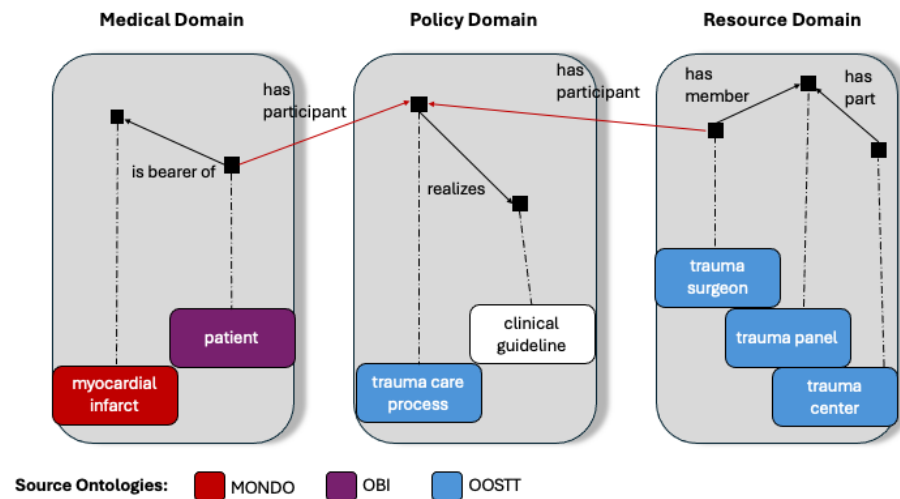 Medical Domain
Policy Domain
Resource Domain
has
participant
has
participant
has
member
has
part
is bearer of
realizes
trauma
surgeon
patient
clinical
guideline
trauma panel
myocardial
infarct
trauma care
process
trauma
center
Source Ontologies: MONDO OBI OOSTT